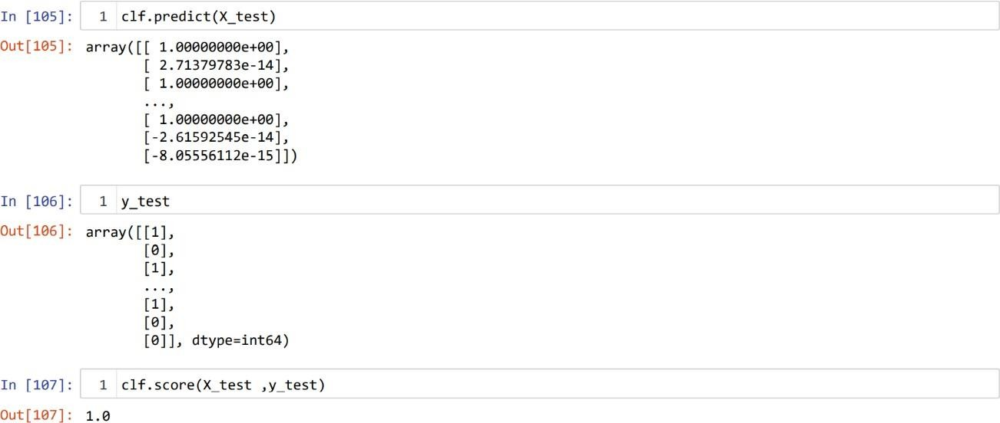 In [105]: 1 clf.predict(X_test)
Out[105]: array([[ 1.00000000e+00],
[ 2.71379783e-14],
[ 1.00000000e+00],
...,
[ 1.00000000e+00],
[-2.61592545e-14],
[-8.05556112e-15]])
In [106]: 1 y_test
Out[106]: array([[1],
[0],
[1],
...,
[1],
[0],
[0]], dtype=int64)
In [107]: 1 clf.score(X_test ,y_test)
Out[107]: 1.0